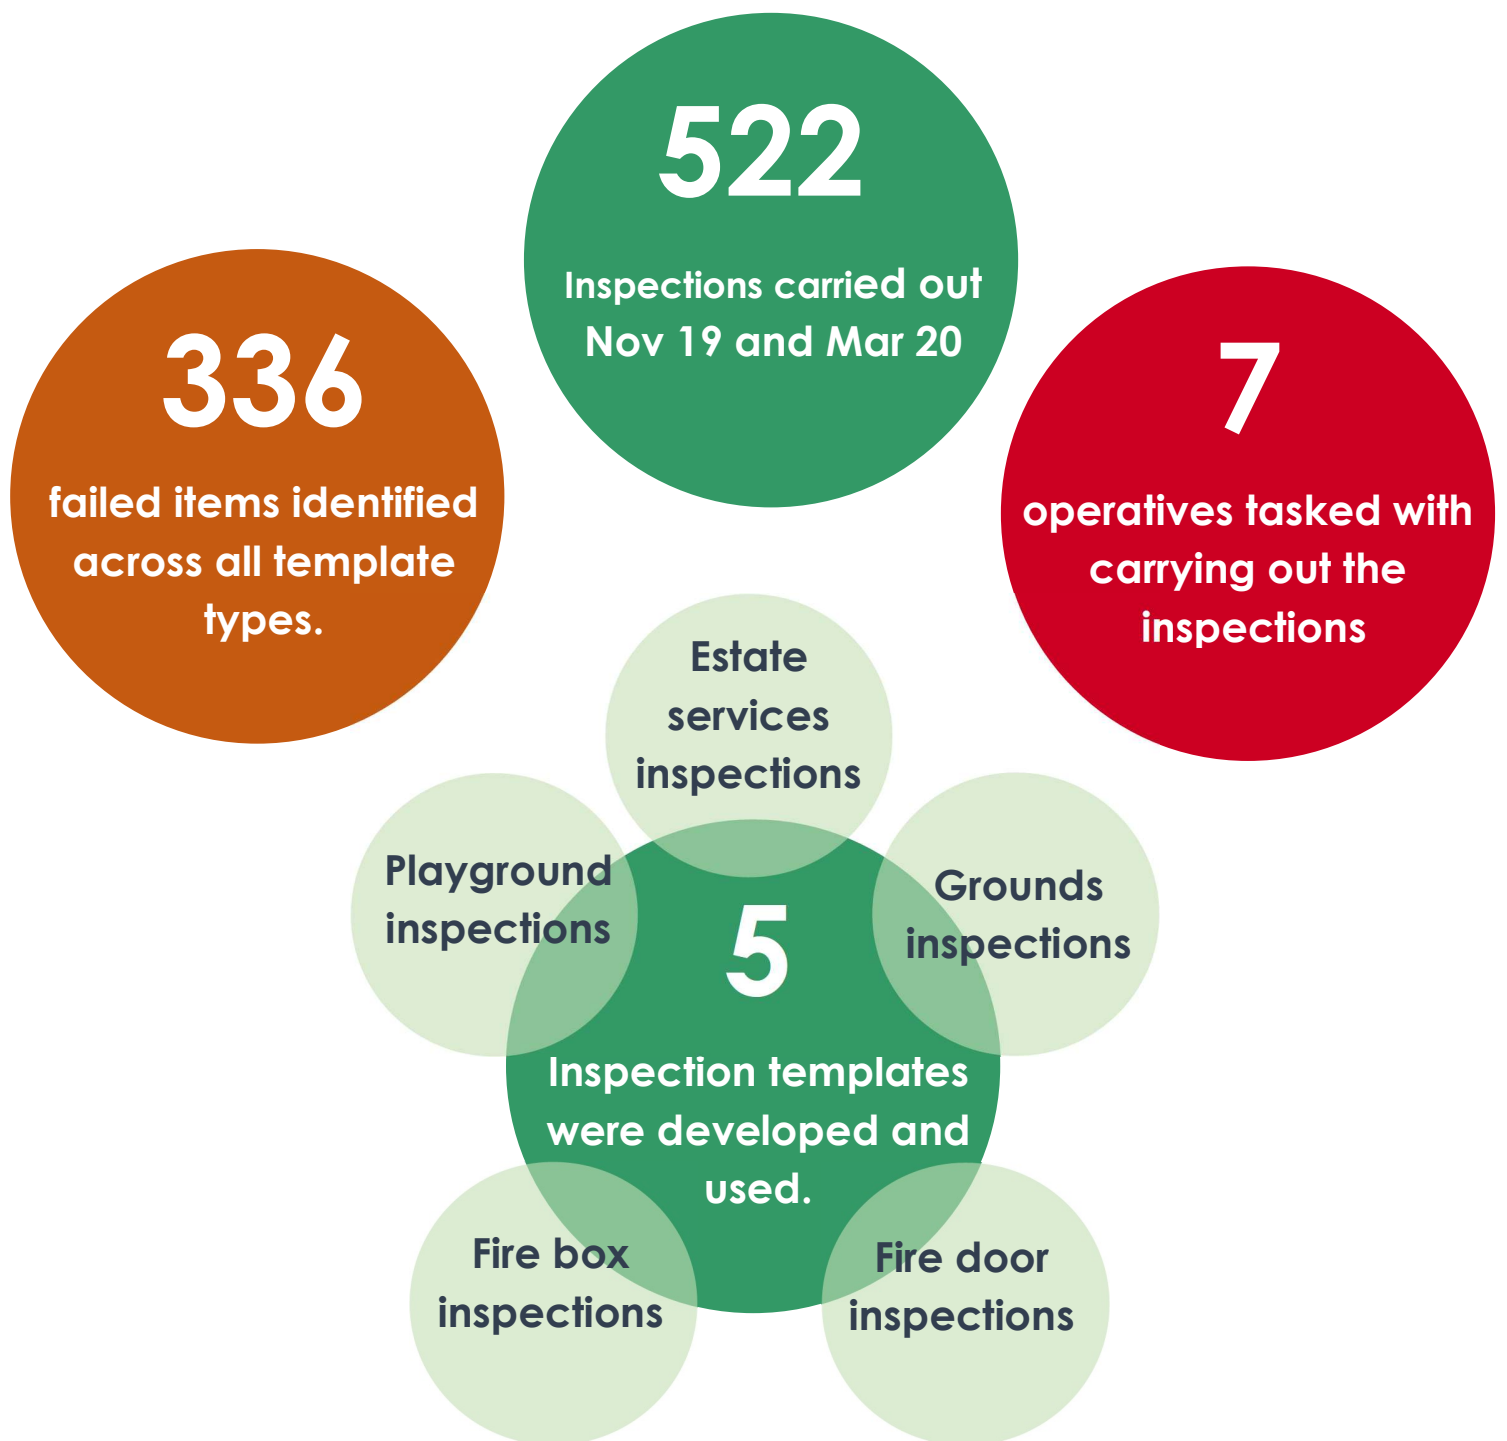 522
Inspections carried out
Nov 19 and Mar 20
336
failed items identified
across all template
types.
7
operatives tasked with
carrying out the
inspections
Estate
services
inspections
Playground
inspections
Grounds
inspections
5
Inspection templates
were developed and
used.
Fire box
inspections
Fire door
inspections